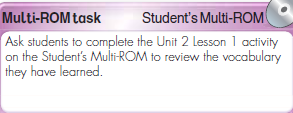 Multi-ROM task Student's Multi-ROM
Ask students to complete the Unit 2 Lesson 1 activity
on the Student's Multi-ROM to review the vocabulary
they have learned.